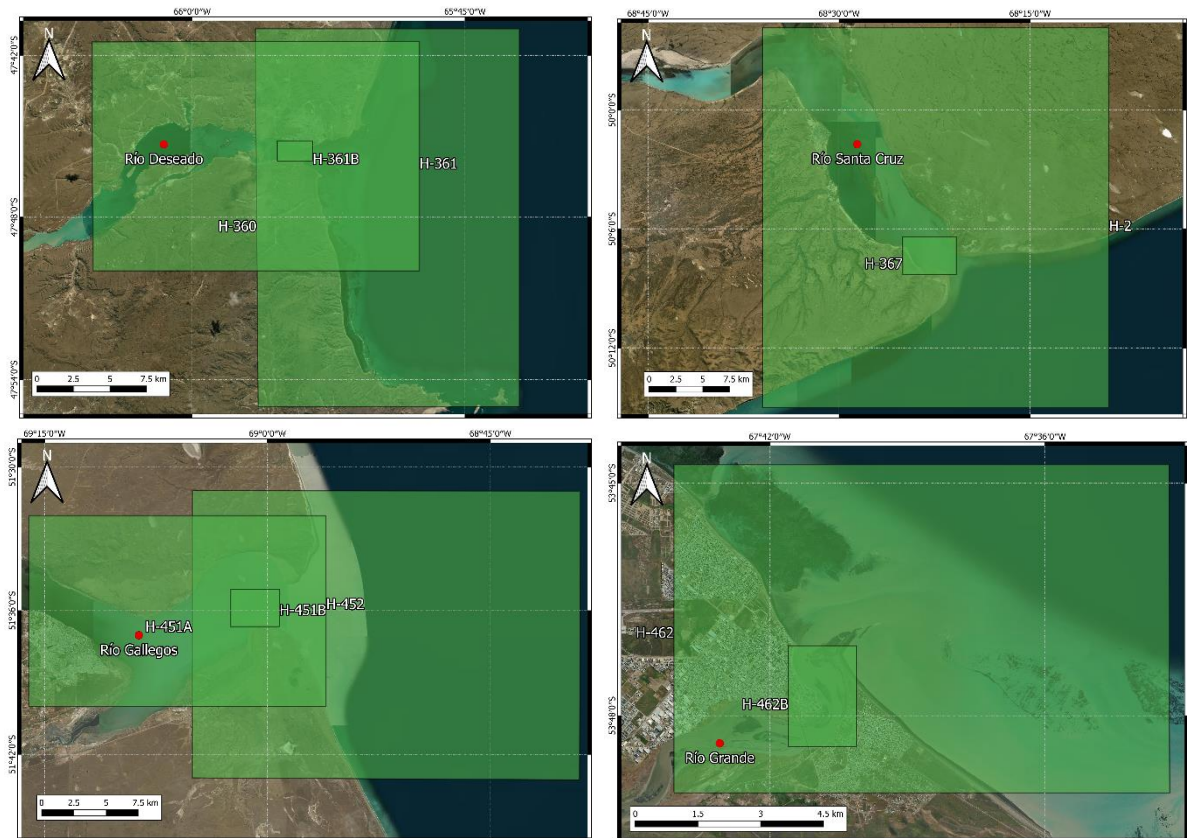 66°0'0"W 65°45'0"W
N
47°42'0"S
Río Deseado
H-361B
H-361
47°48'0"S
H-360
47°54'0"S
0 2.5 5 7.5 km
68°45'0"W 68°30'0"W 68°15'0"W
N
50°0'0"S
Río Santa Cruz
50°6'0"S
H-2
H-367
50°12'0"S
0 2.5 5 7.5 km
69°15'0"W 69°0'0"W 68°45'0"W
51°30'0"S
N
51°36'0"S
H-451B
H-452
H-451A
Río Gallegos
51°42'0"S
0 2.5 5 7.5 km
67°42'0"W 67°36'0"W
N
53°45'0"S
H-462
H-462B
53°48'0"S
Río Grande
0 1.5 3 4.5 km